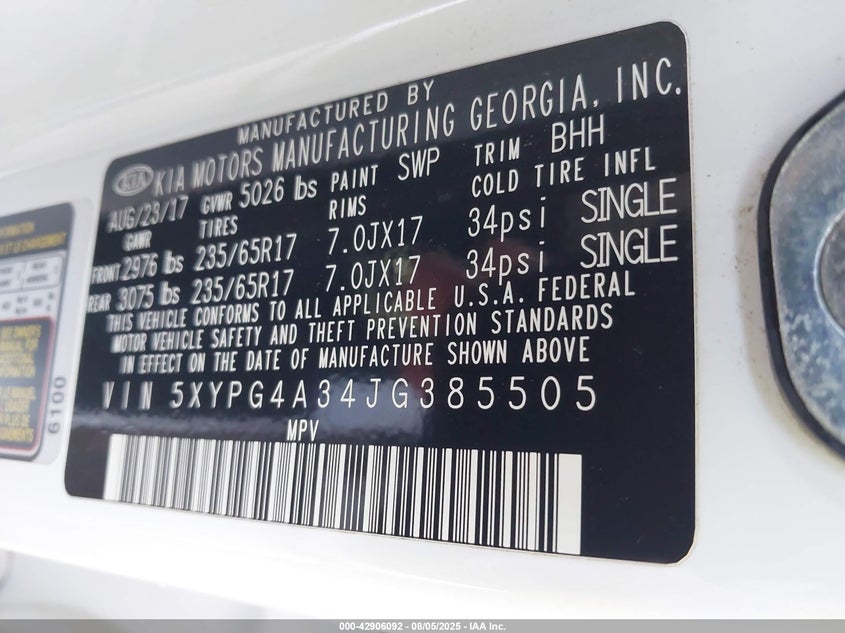 MANUFACTURED BY
KIA KIA MOTORS MANUFACTURING GEORGIA, INC.
AUG/23/17 GVWR 5026 lbs PAINT SWP TRIM BHH
GAWR TIRES RIMS COLD TIRE INFL
FRONT 2976 lbs 235/65R17 7.0JX17 34psi SINGLE
REAR 3075 lbs 235/65R17 7.0JX17 34psi SINGLE
THIS VEHICLE CONFORMS TO ALL APPLICABLE U.S.A. FEDERAL
MOTOR VEHICLE SAFETY AND THEFT PREVENTION STANDARDS
IN EFFECT ON THE DATE OF MANUFACTURE SHOWN ABOVE
VIN 5XYPG4A34JG385505
MPV
6100
000-42906092 - 08/05/2025 - IAA Inc.